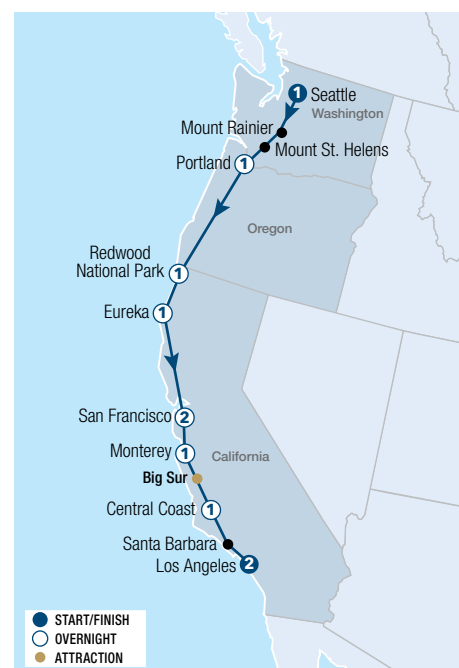 1 Seattle
Washington
Mount Rainier
Mount St. Helens
Portland 1
Oregon
Redwood
National Park 1
Eureka 1
San Francisco 2
Monterey 1
California
Big Sur
Central Coast 1
Santa Barbara
Los Angeles 2
START/FINISH
OVERNIGHT
ATTRACTION